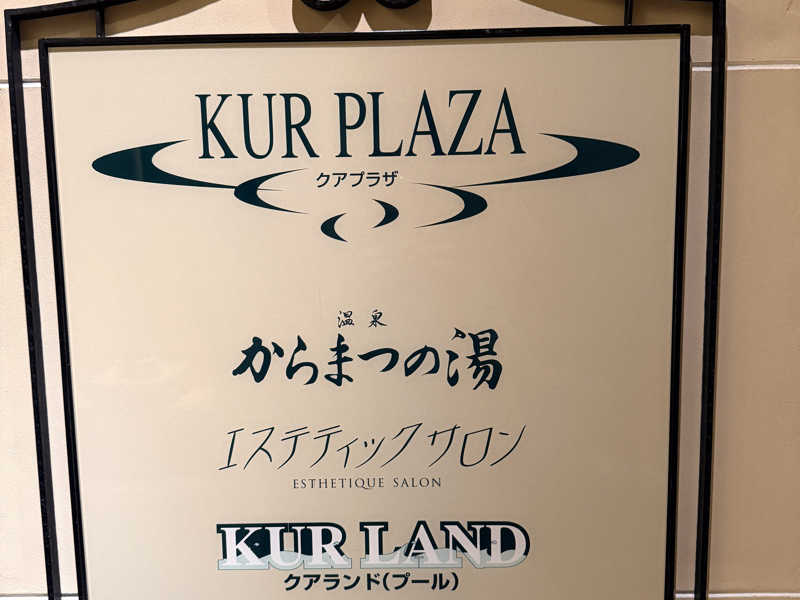 KUR PLAZA
クアプラザ
温泉
からまつの湯
エステティックサロン
ESTHETIQUE SALON
KUR LAND
クアランド(プール)